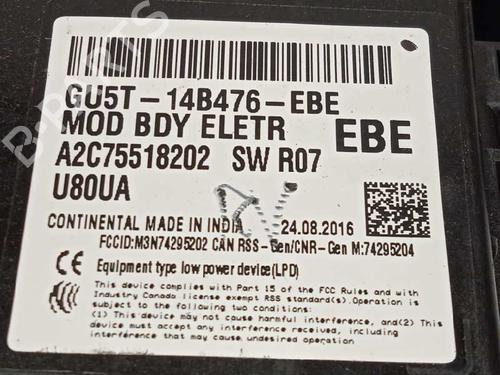 GU5T-14B476-EBE
MOD BDY ELETR
EBE
A2C75518202 SW R07
U80UA
CONTINENTAL MADE IN INDIA 24.08.2016
FCCID:M3N74295202 CAN RSS-Gen/CNR-Gen M:74295204
CE Equipment type low power device(LPD)
This device complies with Part 15 of the FCC Rules and with
Industry Canada license exempt RSS standard(s).Operation is
subject to the following two conditions:
(1) This device may not cause harmful interference, and(2) This
device must accept any interference received, including
interference that may cause undesired operation